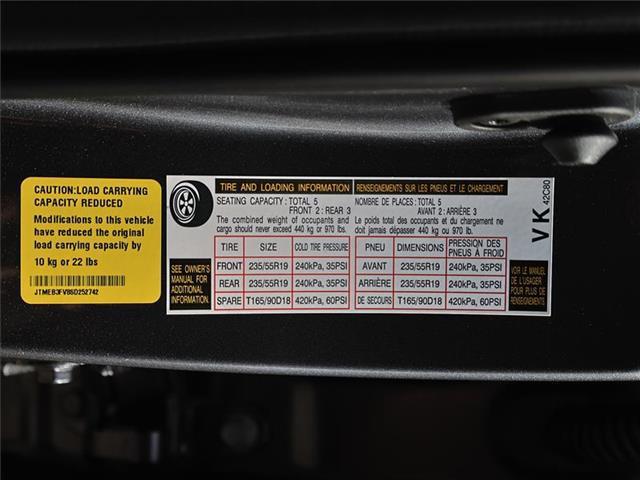 CAUTION:LOAD CARRYING
CAPACITY REDUCED
Modifications to this vehicle
have reduced the original
load carrying capacity by
10 kg or 22 lbs
JTMEB3FV8SD252742
TIRE AND LOADING INFORMATION
SEATING CAPACITY : TOTAL 5
FRONT 2 : REAR 3
The combined weight of occupants and
cargo should never exceed 440 kg or 970 lbs.
SEE OWNER'S
MANUAL FOR
ADDITIONAL
INFORMATION
TIRE SIZE COLD TIRE PRESSURE
FRONT 235/55R19 240kPa, 35PSI
REAR 235/55R19 240kPa, 35PSI
SPARE T165/90D18 420kPa, 60PSI
RENSEIGNEMENTS SUR LES PNEUS ET LE CHARGEMENT
NOMBRE DE PLACES : TOTAL 5
AVANT 2 : ARRIÈRE 3
Le poids total des occupants et du chargement ne
doit jamais dépasser 440 kg ou 970 lb.
PNEU DIMENSIONS PRESSION DES PNEUS À FROID
AVANT 235/55R19 240kPa, 35PSI
ARRIÈRE 235/55R19 240kPa, 35PSI
DE SECOURS T165/90D18 420kPa, 60PSI
VOIR LE MANUEL
DE L'USAGER
POUR PLUS DE
VK
42C80